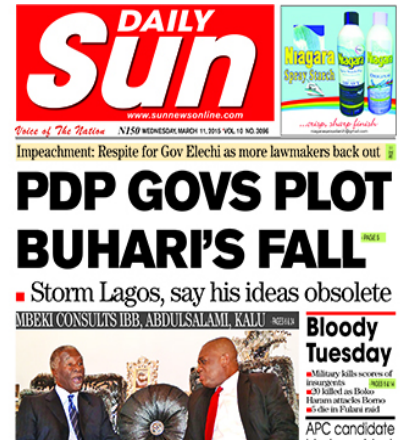 DAILY
Sun
www.sunnewsonline.com
Niagara
Spray Starch
Niagara
Niagara
...crisp, sharp finish
Voice of The Nation
N150 WEDNESDAY, MARCH 11, 2015 VOL. 10 NO. 3096
Impeachment: Respite for Gov Elechi as more lawmakers back out
PDP GOVS PLOT
BUHARI'S FALL
PAGE 5
Storm Lagos, say his ideas obsolete
MBEKI CONSULTS IBB, ABDULSALAMI, KALU
Bloody
Tuesday
Military kills scores of
insurgents
20 killed as Boko
Haram attacks Borno
5 die in Fulani raid
APC candidate